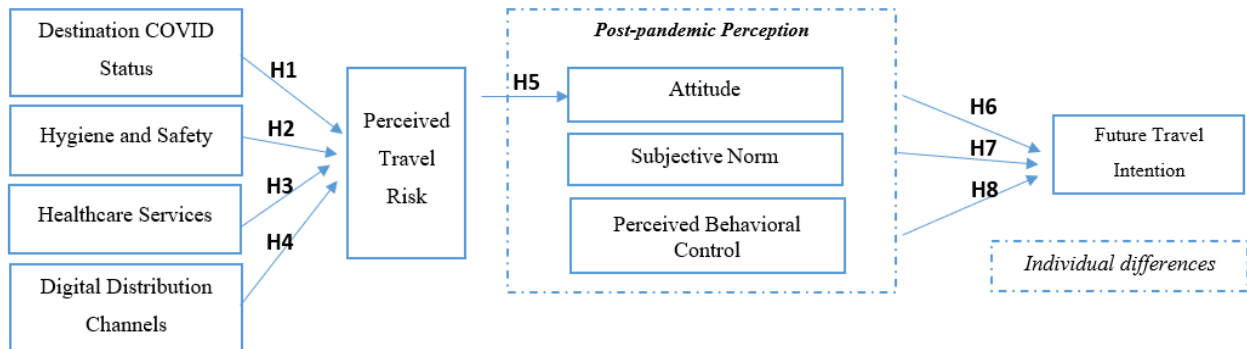 Destination COVID
Status
H1
Hygiene and Safety
H2
Healthcare Services
H3
H4
Digital Distribution
Channels
Perceived
Travel
Risk
H5
Post-pandemic Perception
Attitude
Subjective Norm
Perceived Behavioral
Control
H6
H7
H8
Future Travel
Intention
Individual differences